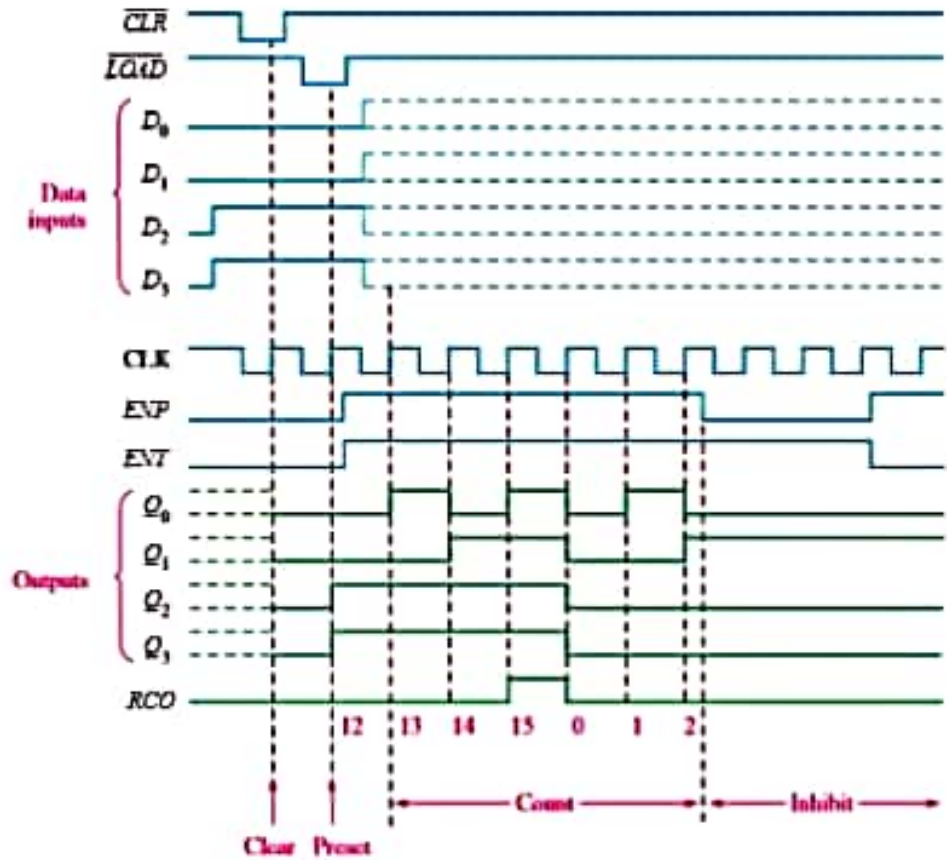 CLR
LOAD
D0
D1
Data
inputs
D2
D3
CLK
ENP
ENT
Q0
Q1
Outputs
Q2
Q3
RCO
12 13 14 15 0 1 2
Count Inhibit
Clear Preset